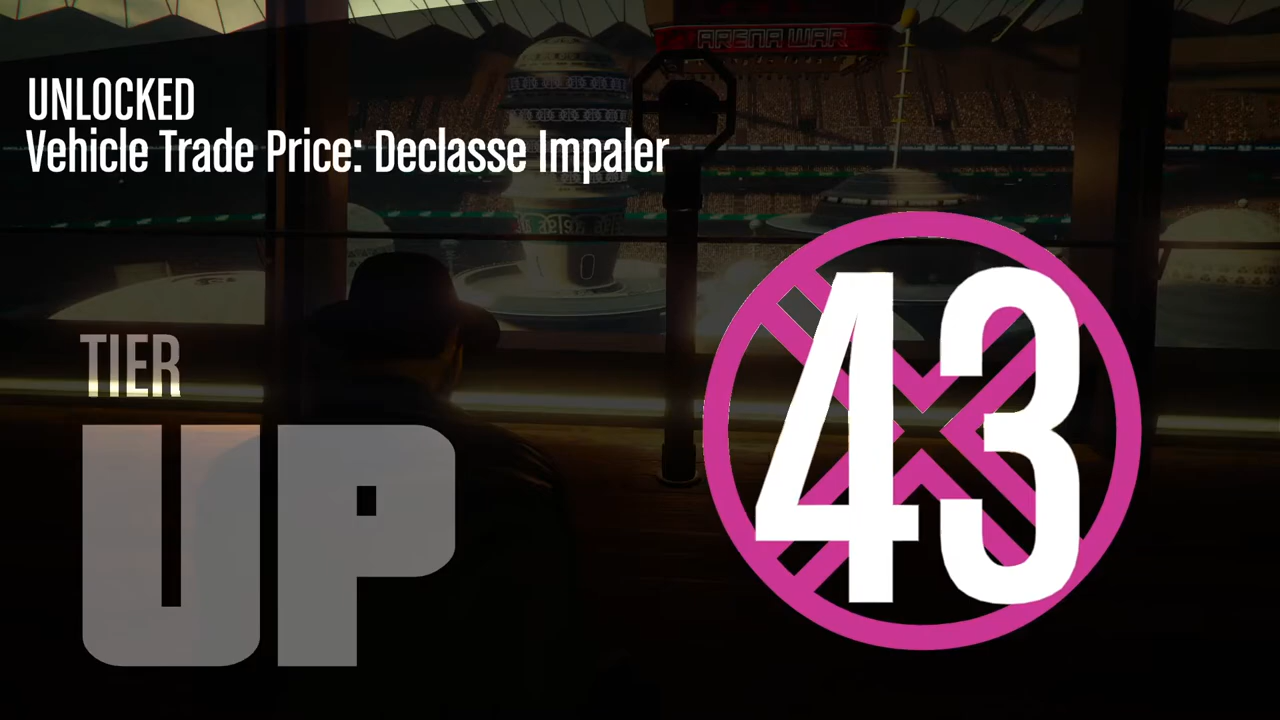 ARENA WAR
UNLOCKED
Vehicle Trade Price: Declasse Impaler
TIER
UP
43